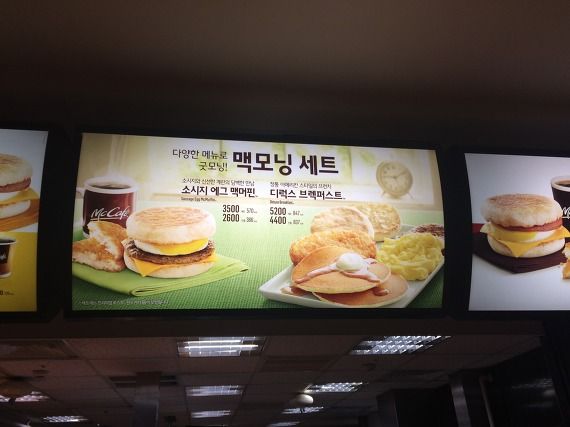 다양한 메뉴로
굿모닝!
맥모닝 세트
소시지와 신선한 계란의 담백한 만남
소시지 에그 맥머핀
Sausage Egg McMuffin
3500
2600
정통 아메리칸 스타일의 브런치
디럭스 브렉퍼스트
Deluxe Breakfast
5200
4400
McCafé